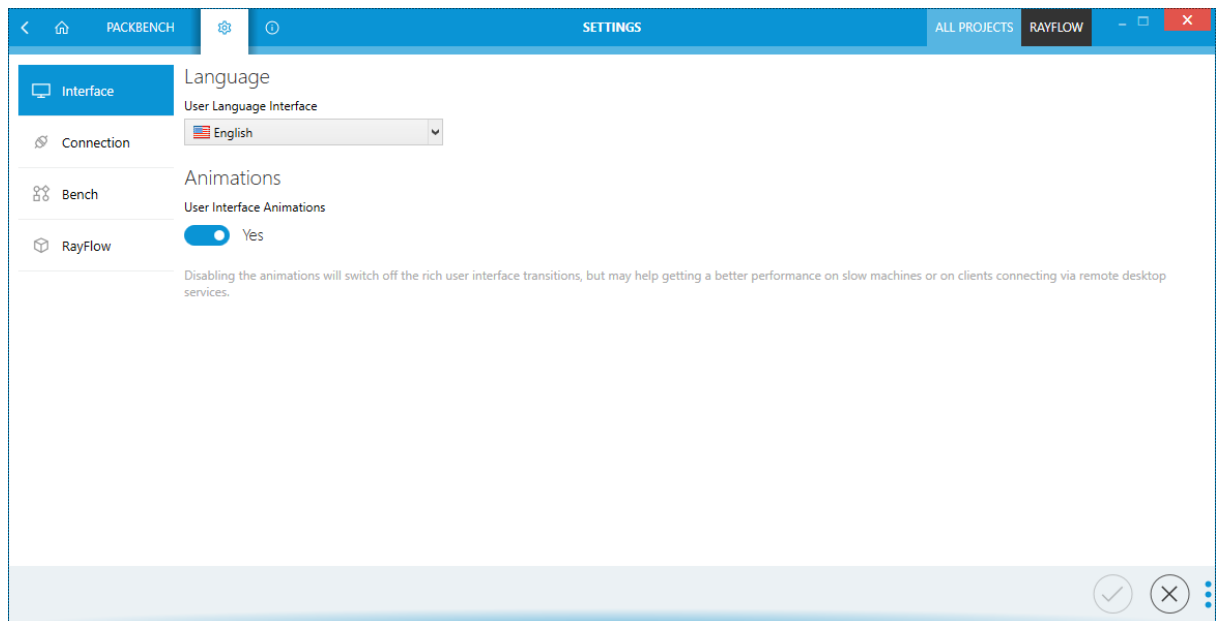 PACKBENCH
SETTINGS
ALL PROJECTS
RAYFLOW
Interface
Connection
Bench
RayFlow
Language
User Language Interface
English
Animations
User Interface Animations
Yes
Disabling the animations will switch off the rich user interface transitions, but may help getting a better performance on slow machines or on clients connecting via remote desktop
services.